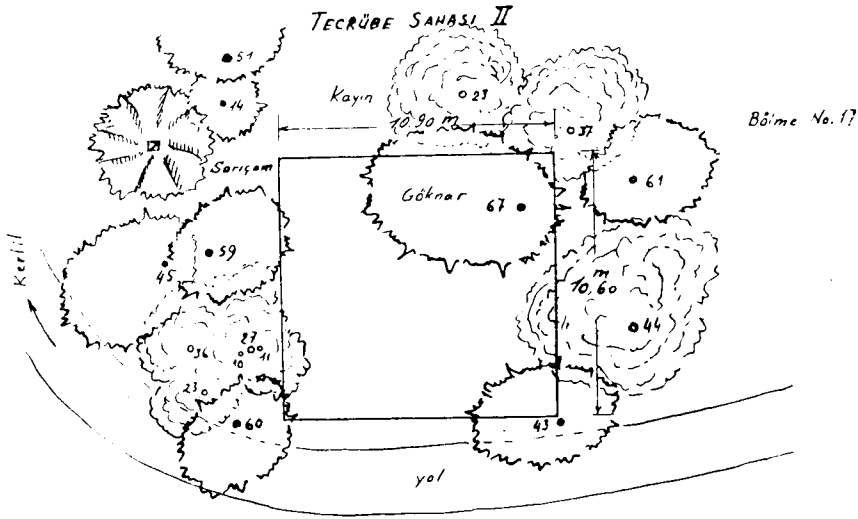 TECRÜBE SAHASI II
51
14
Kayın
23
10.90 m
37
Bölme No. 17
Sarıçam
61
Göknar
67
Kertil
59
45
m
10,60
44
36
27
11
10
23
60
43
yol